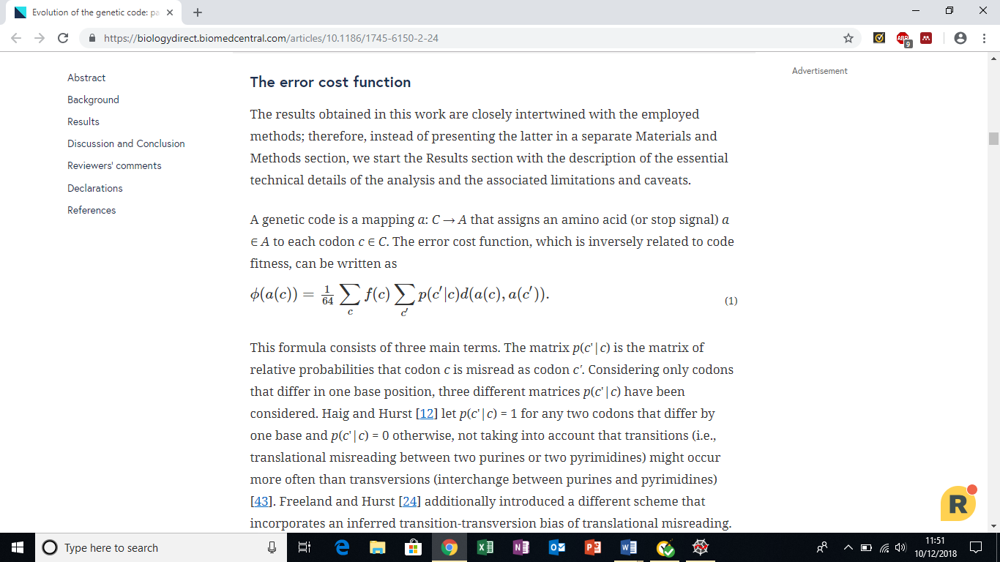 Evolution of the genetic code: pa
https://biologydirect.biomedcentral.com/articles/10.1186/1745-6150-2-24
ABP
9
Abstract
Background
Results
Discussion and Conclusion
Reviewers' comments
Declarations
References
The error cost function
The results obtained in this work are closely intertwined with the employed
methods; therefore, instead of presenting the latter in a separate Materials and
Methods section, we start the Results section with the description of the essential
technical details of the analysis and the associated limitations and caveats.
A genetic code is a mapping a: C → A that assigns an amino acid (or stop signal) a
∈ A to each codon c ∈ C. The error cost function, which is inversely related to code
fitness, can be written as
ϕ(a(c)) = 1/64 ∑c f(c) ∑c′ p(c′|c)d(a(c), a(c′)).
(1)
This formula consists of three main terms. The matrix p(c'|c) is the matrix of
relative probabilities that codon c is misread as codon c'. Considering only codons
that differ in one base position, three different matrices p(c'|c) have been
considered. Haig and Hurst [12] let p(c'|c) = 1 for any two codons that differ by
one base and p(c'|c) = 0 otherwise, not taking into account that transitions (i.e.,
translational misreading between two purines or two pyrimidines) might occur
more often than transversions (interchange between purines and pyrimidines)
[43]. Freeland and Hurst [24] additionally introduced a different scheme that
incorporates an inferred transition-transversion bias of translational misreading.
Advertisement
R
Type here to search
11:51
10/12/2018